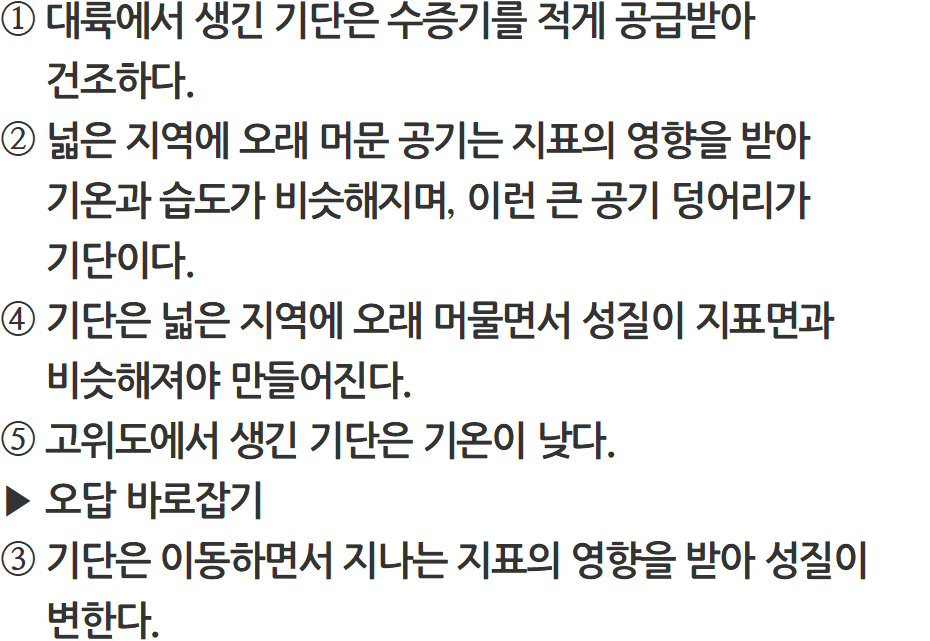 ① 대륙에서 생긴 기단은 수증기를 적게 공급받아
건조하다.
② 넓은 지역에 오래 머문 공기는 지표의 영향을 받아
기온과 습도가 비슷해지며, 이런 큰 공기 덩어리가
기단이다.
④ 기단은 넓은 지역에 오래 머물면서 성질이 지표면과
비슷해져야 만들어진다.
⑤ 고위도에서 생긴 기단은 기온이 낮다.
▶ 오답 바로잡기
③ 기단은 이동하면서 지나는 지표의 영향을 받아 성질이
변한다.